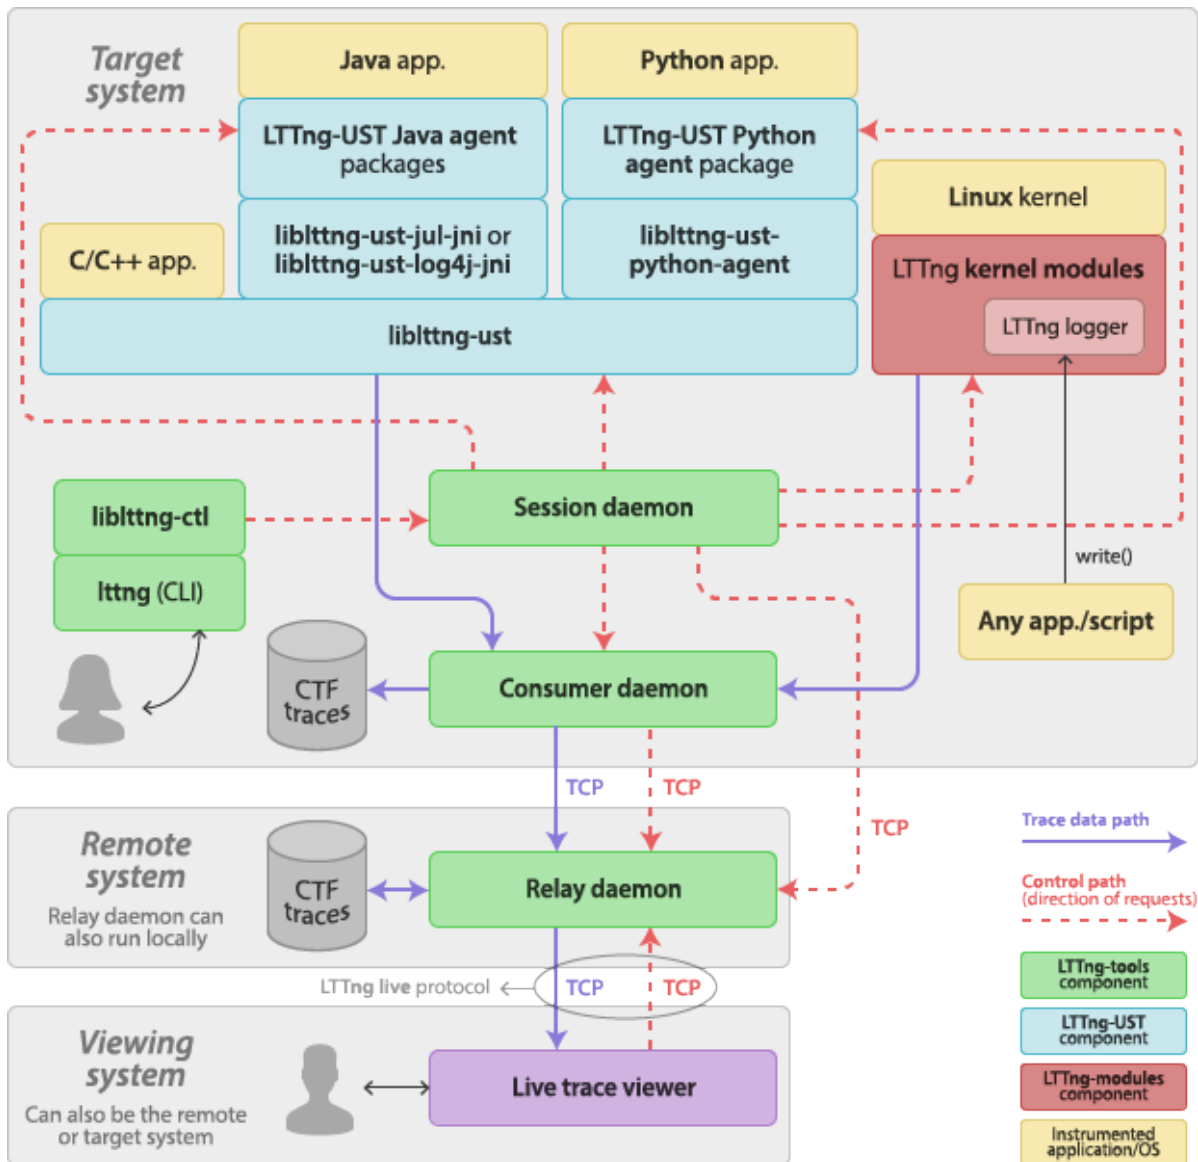 Target
system
Java app.
Python app.
LTTng-UST Java agent
packages
LTTng-UST Python
agent package
Linux kernel
C/C++ app.
liblttng-ust-jul-jni or
liblttng-ust-log4j-jni
liblttng-ust-
python-agent
LTTng kernel modules
LTTng logger
liblttng-ust
liblttng-ctl
lttng (CLI)
Session daemon
write()
Any app./script
CTF
traces
Consumer daemon
TCP
TCP
TCP
Remote
system
Relay daemon can
also run locally
CTF
traces
Relay daemon
LTTng live protocol
TCP
TCP
Viewing
system
Can also be the remote
or target system
Live trace viewer
Trace data path
Control path
(direction of requests)
LTTng-tools
component
LTTng-UST
component
LTTng-modules
component
Instrumented
application/OS